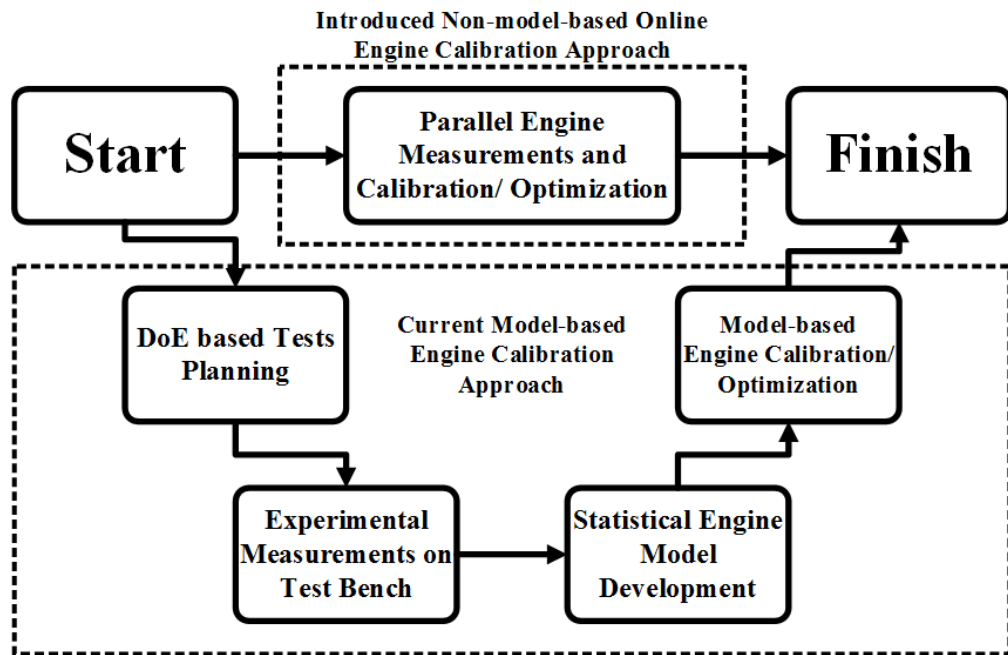 Introduced Non-model-based Online
Engine Calibration Approach
Start
Parallel Engine
Measurements and
Calibration/ Optimization
Finish
DoE based Tests
Planning
Current Model-based
Engine Calibration
Approach
Model-based
Engine Calibration/
Optimization
Experimental
Measurements on
Test Bench
Statistical Engine
Model
Development